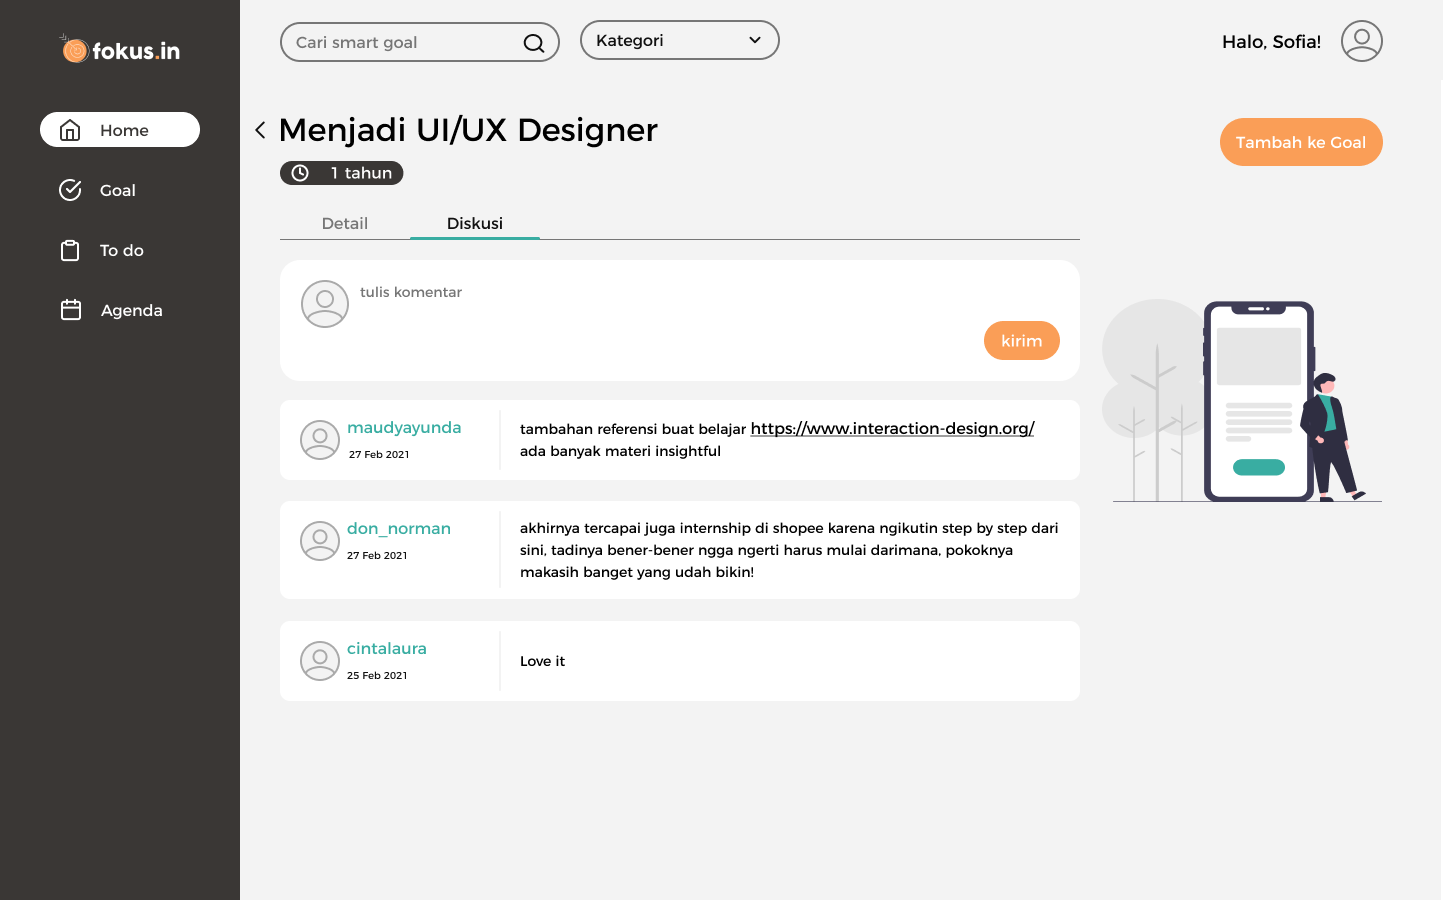 fokus.in
Cari smart goal
Kategori
Halo, Sofia!
Home
Goal
To do
Agenda
Menjadi UI/UX Designer
1 tahun
Tambah ke Goal
Detail
Diskusi
tulis komentar
kirim
maudyayunda
27 Feb 2021
tambahan referensi buat belajar https://www.interaction-design.org/
ada banyak materi insightful
don_norman
27 Feb 2021
akhirnya tercapai juga internship di shopee karena ngikutin step by step dari
sini, tadinya bener-bener ngga ngerti harus mulai darimana, pokoknya
makasih banget yang udah bikin!
cintalaura
25 Feb 2021
Love it